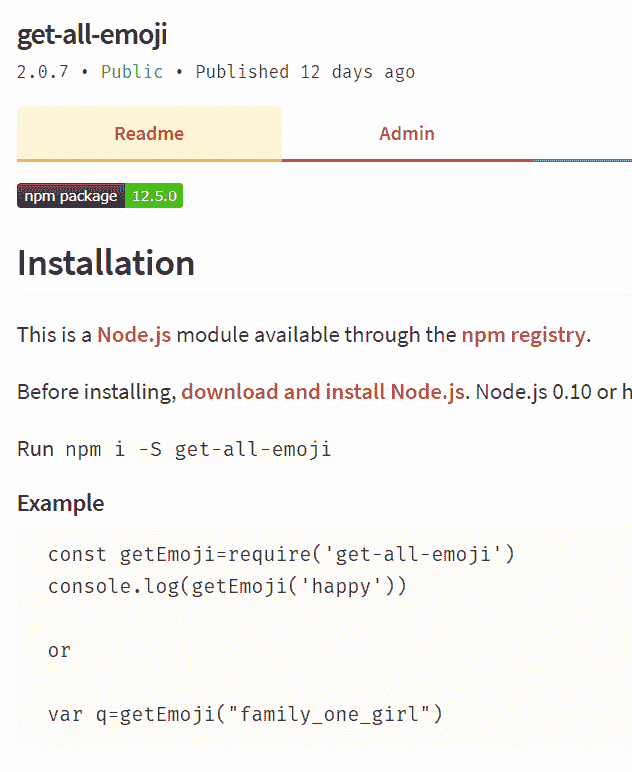 get-all-emoji
2.0.7 • Public • Published 12 days ago
Readme
Admin
npm package 12.5.0
Installation
This is a Node.js module available through the npm registry.
Before installing, download and install Node.js. Node.js 0.10 or h
Run npm i -S get-all-emoji
Example
const getEmoji=require('get-all-emoji')
console.log(getEmoji('happy'))
or
var q=getEmoji("family_one_girl")